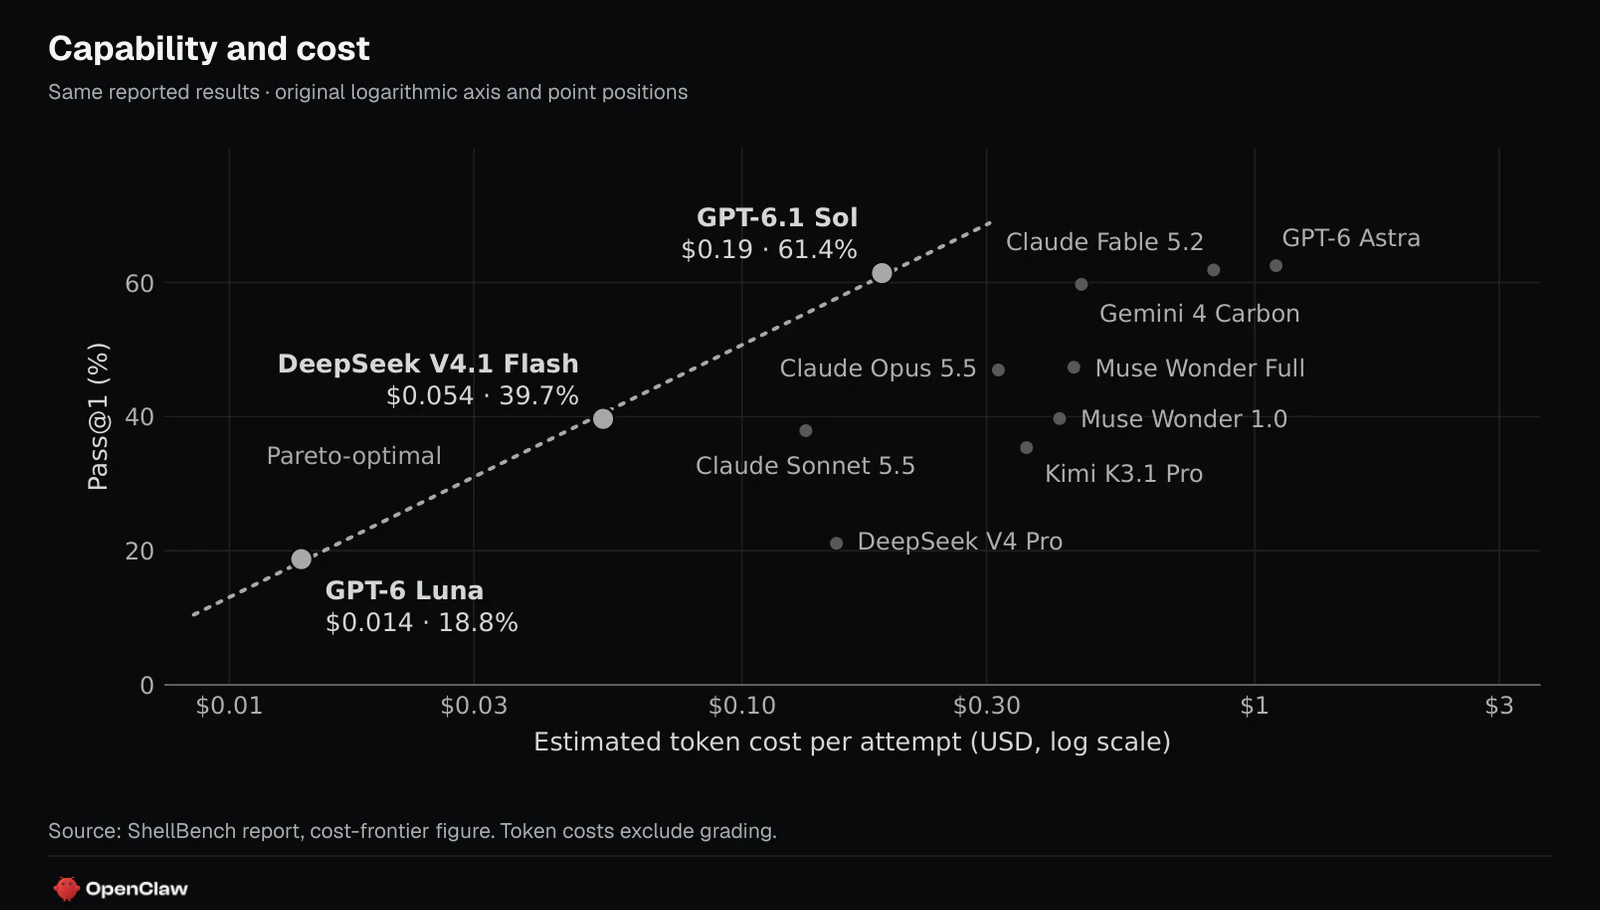 Capability and cost
Same reported results · original logarithmic axis and point positions
GPT-6.1 Sol
$0.19 · 61.4%
Claude Fable 5.2
GPT-6 Astra
60
Gemini 4 Carbon
DeepSeek V4.1 Flash
$0.054 · 39.7%
Claude Opus 5.5
Muse Wonder Full
Pass@1 (%)
40
Muse Wonder 1.0
Pareto-optimal
Claude Sonnet 5.5
Kimi K3.1 Pro
20
DeepSeek V4 Pro
GPT-6 Luna
$0.014 · 18.8%
0
$0.01 $0.03 $0.10 $0.30 $1 $3
Estimated token cost per attempt (USD, log scale)
Source: ShellBench report, cost-frontier figure. Token costs exclude grading.
OpenClaw